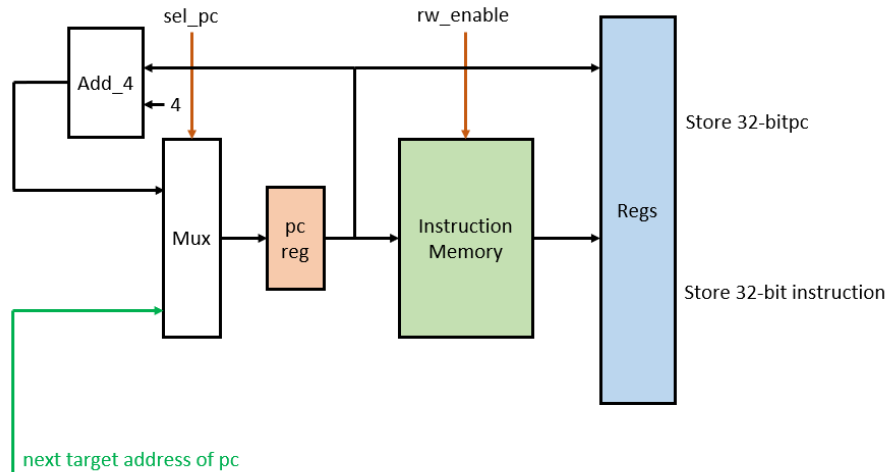 sel_pc
rw_enable
Add_4
4
Store 32-bitpc
Mux
pc
reg
Instruction
Memory
Regs
Store 32-bit instruction
next target address of pc